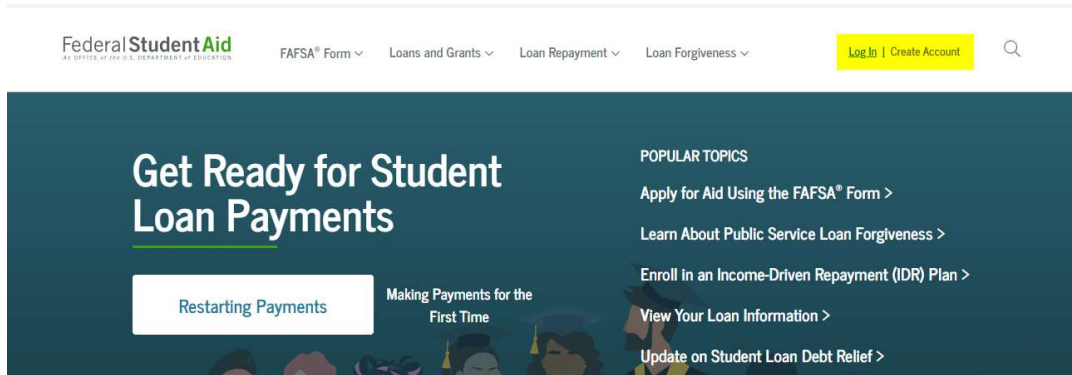 Federal Student Aid
An OFFICE of the U.S. DEPARTMENT of EDUCATION
FAFSA® Form
Loans and Grants
Loan Repayment
Loan Forgiveness
Log In | Create Account
Get Ready for Student
Loan Payments
Restarting Payments
Making Payments for the
First Time
POPULAR TOPICS
Apply for Aid Using the FAFSA® Form >
Learn About Public Service Loan Forgiveness >
Enroll in an Income-Driven Repayment (IDR) Plan >
View Your Loan Information >
Update on Student Loan Debt Relief >